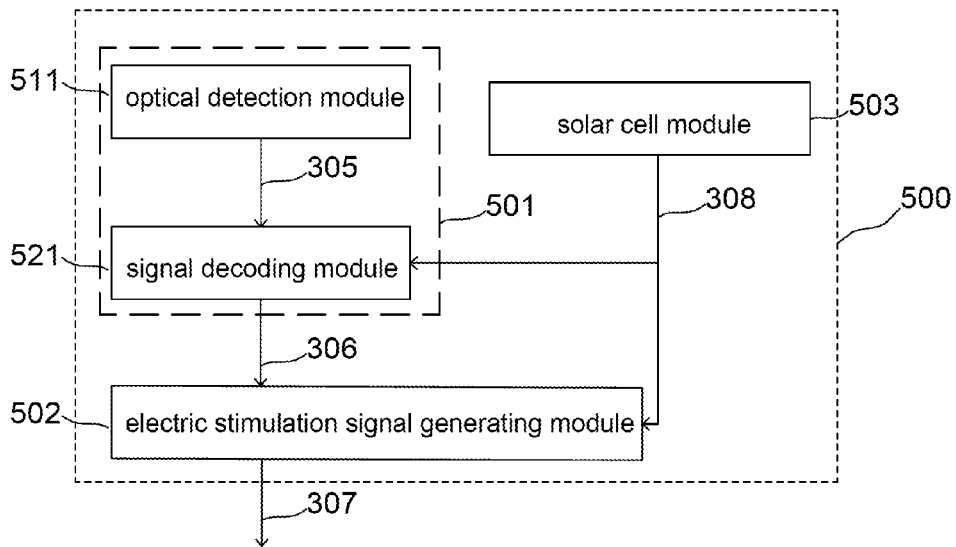 511
optical detection module
503
solar cell module
305
308
501
500
521
signal decoding module
306
502
electric stimulation signal generating module
307